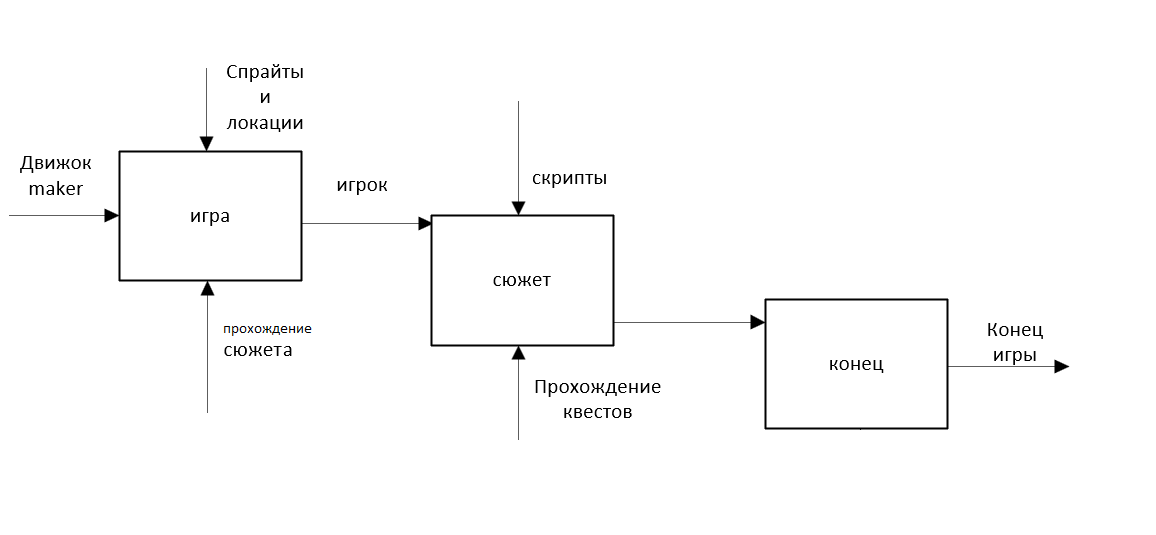 Спрайты
и
локации
Движок
maker
игра
игрок
скрипты
сюжет
прохождение
сюжета
Прохождение
квестов
конец
Конец
игры